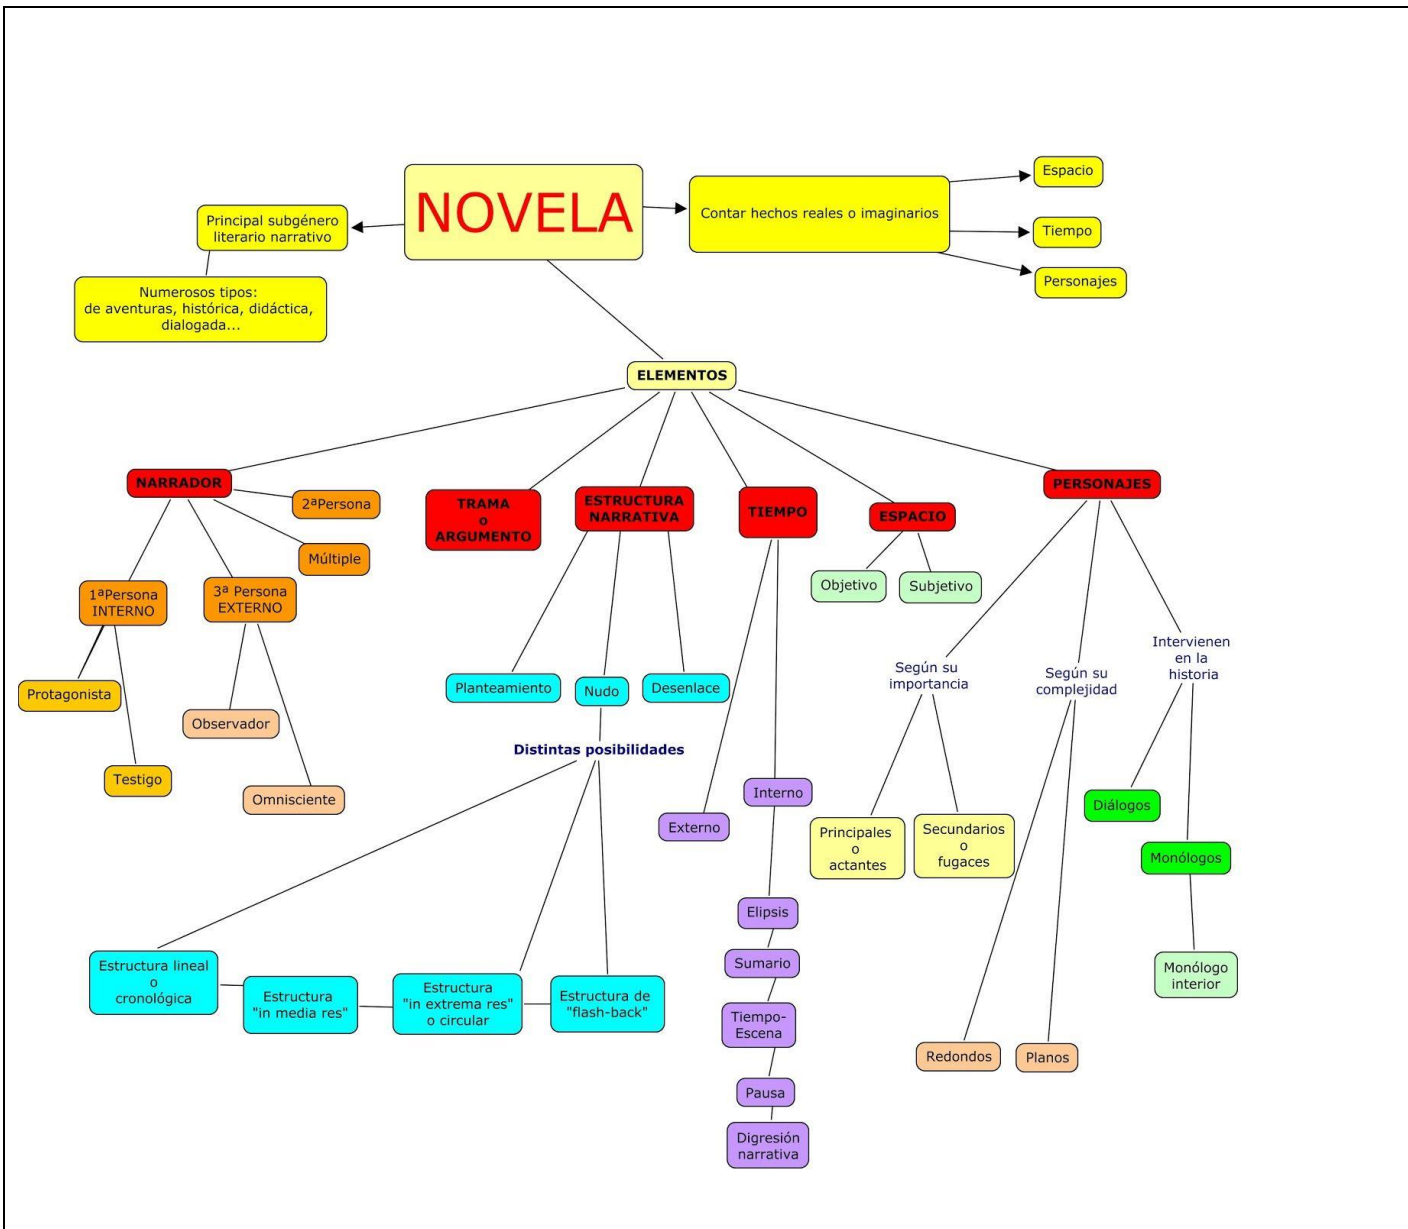 NOVELA
Principal subgénero
literario narrativo
Numerosos tipos:
de aventuras, histórica, didáctica,
dialogada...
Contar hechos reales o imaginarios
Espacio
Tiempo
Personajes
ELEMENTOS
NARRADOR
2ªPersona
Múltiple
1ªPersona
INTERNO
3ª Persona
EXTERNO
Protagonista
Testigo
Observador
Omnisciente
TRAMA
o
ARGUMENTO
ESTRUCTURA
NARRATIVA
Planteamiento
Nudo
Desenlace
Distintas posibilidades
Estructura lineal
o
cronológica
Estructura
"in media res"
Estructura
"in extrema res"
o circular
Estructura de
"flash-back"
TIEMPO
Externo
Interno
Elipsis
Sumario
Tiempo-
Escena
Pausa
Digresión
narrativa
ESPACIO
Objetivo
Subjetivo
PERSONAJES
Según su
importancia
Principales
o
actantes
Secundarios
o
fugaces
Según su
complejidad
Redondos
Planos
Intervienen
en la
historia
Diálogos
Monólogos
Monólogo
interior